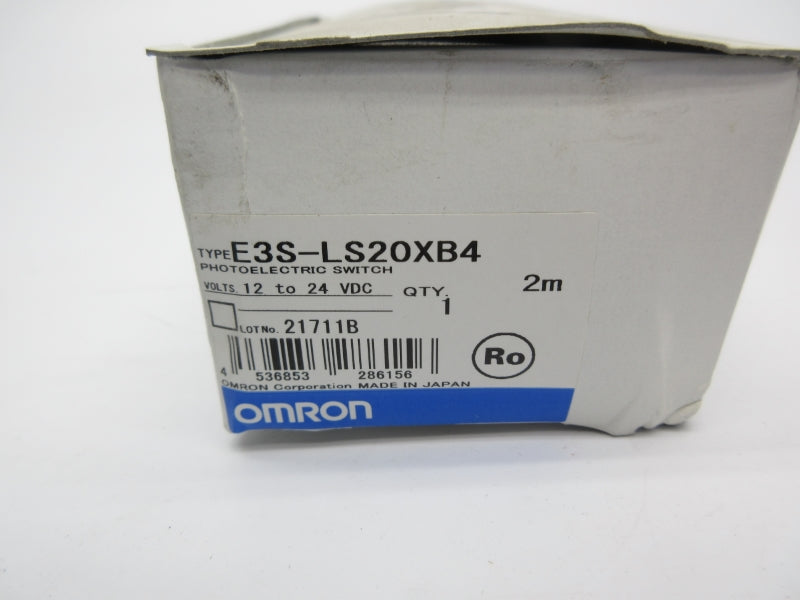 TYPE E3S-LS20XB4
PHOTOELECTRIC SWITCH
2m
VOLTS. 12 to 24 VDC QTY.
1
LOT No. 21711B
Ro
4 536853 286156
OMRON Corporation MADE IN JAPAN
OMRON